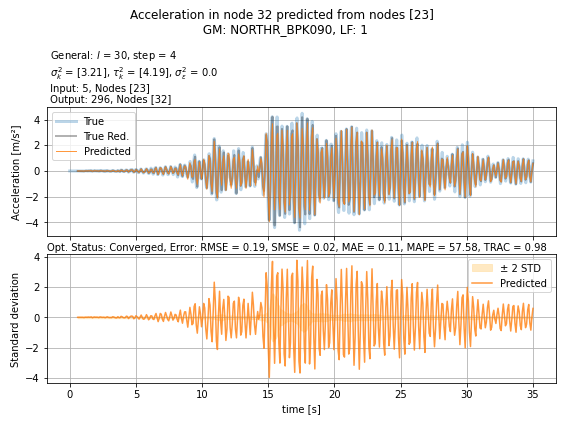 Acceleration in node 32 predicted from nodes [23]
GM: NORTHR_BPK090, LF: 1
General: l = 30, step = 4
σ²ₖ = [3.21], τ²ₖ = [4.19], σ²ε = 0.0
Input: 5, Nodes [23]
Output: 296, Nodes [32]
Acceleration [m/s²]
4
2
0
−2
−4
True
True Red.
Predicted
Opt. Status: Converged, Error: RMSE = 0.19, SMSE = 0.02, MAE = 0.11, MAPE = 57.58, TRAC = 0.98
Standard deviation
4
2
0
−2
−4
± 2 STD
Predicted
0 5 10 15 20 25 30 35
time [s]